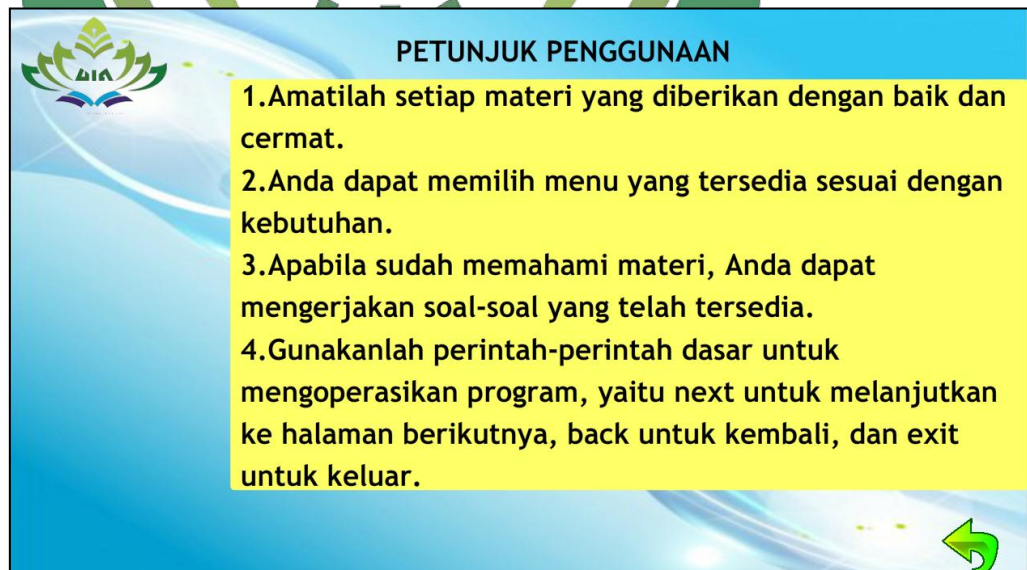 PETUNJUK PENGGUNAAN
1.Amatilah setiap materi yang diberikan dengan baik dan
cermat.
2.Anda dapat memilih menu yang tersedia sesuai dengan
kebutuhan.
3.Apabila sudah memahami materi, Anda dapat
mengerjakan soal-soal yang telah tersedia.
4.Gunakanlah perintah-perintah dasar untuk
mengoperasikan program, yaitu next untuk melanjutkan
ke halaman berikutnya, back untuk kembali, dan exit
untuk keluar.